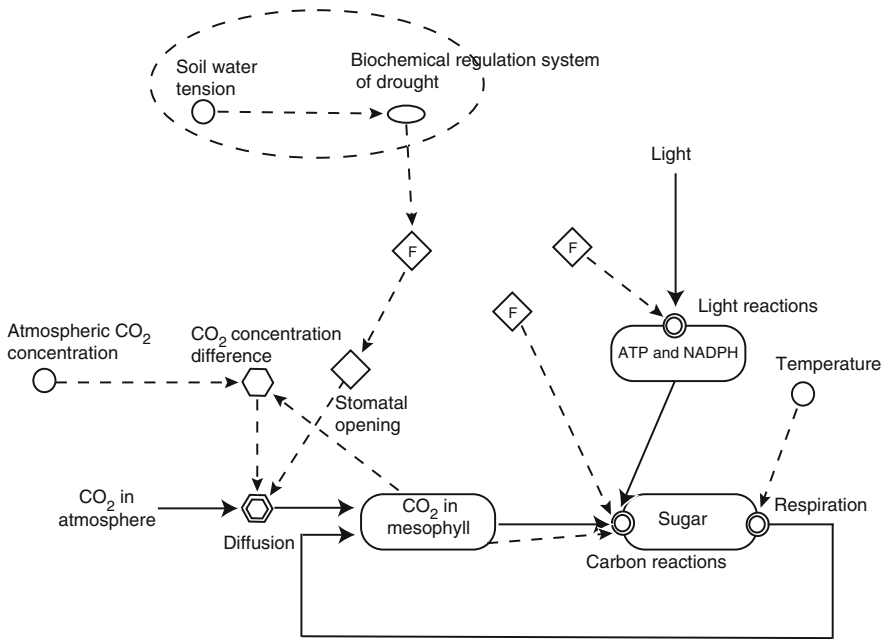 Soil water
tension
Biochemical regulation system
of drought
Light
F
F
F
Light reactions
Atmospheric CO₂
concentration
CO₂ concentration
difference
ATP and NADPH
Temperature
Stomatal
opening
CO₂ in
atmosphere
Diffusion
CO₂ in
mesophyll
Sugar
Respiration
Carbon reactions